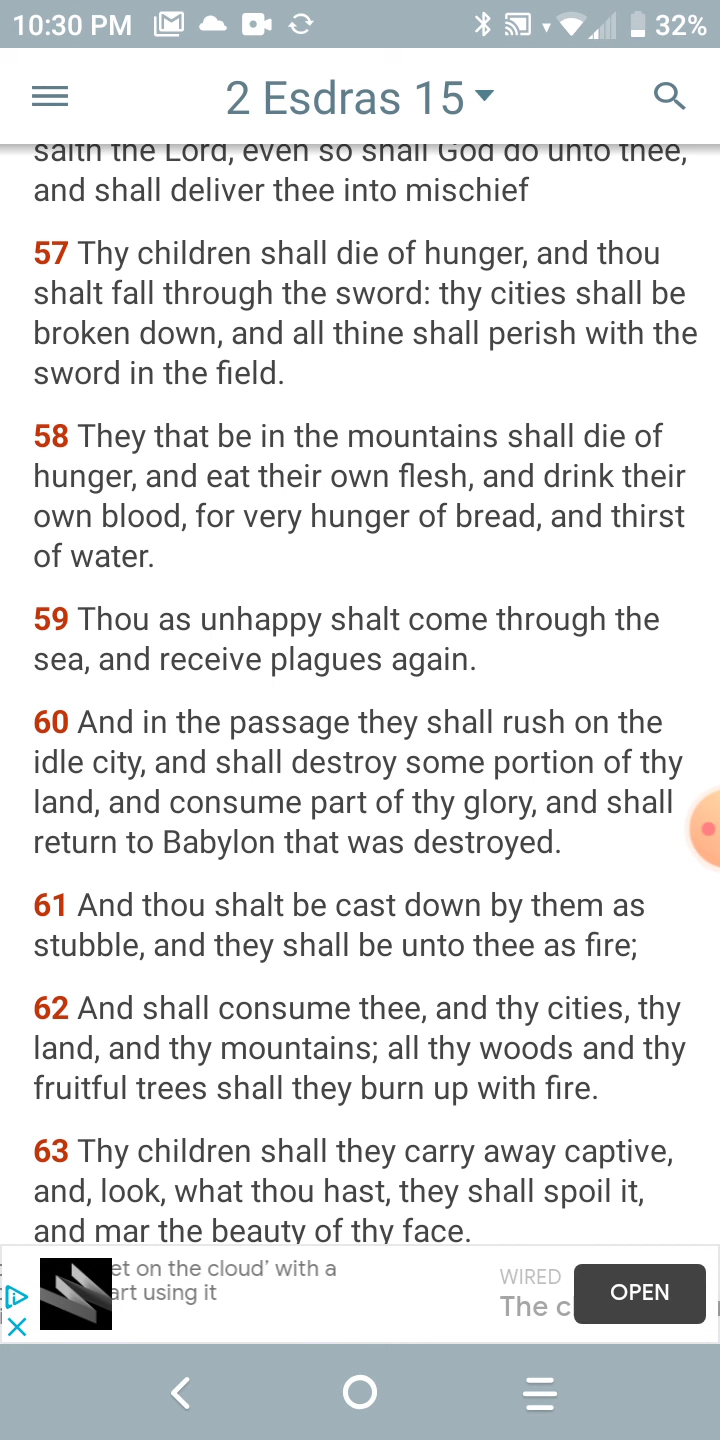 10:30 PM
32%
2 Esdras 15
saith the Lord, even so shall God do unto thee,
and shall deliver thee into mischief
57 Thy children shall die of hunger, and thou
shalt fall through the sword: thy cities shall be
broken down, and all thine shall perish with the
sword in the field.
58 They that be in the mountains shall die of
hunger, and eat their own flesh, and drink their
own blood, for very hunger of bread, and thirst
of water.
59 Thou as unhappy shalt come through the
sea, and receive plagues again.
60 And in the passage they shall rush on the
idle city, and shall destroy some portion of thy
land, and consume part of thy glory, and shall
return to Babylon that was destroyed.
61 And thou shalt be cast down by them as
stubble, and they shall be unto thee as fire;
62 And shall consume thee, and thy cities, thy
land, and thy mountains; all thy woods and thy
fruitful trees shall they burn up with fire.
63 Thy children shall they carry away captive,
and, look, what thou hast, they shall spoil it,
and mar the beauty of thy face.
et on the cloud’ with a
art using it
WIRED
The c
OPEN